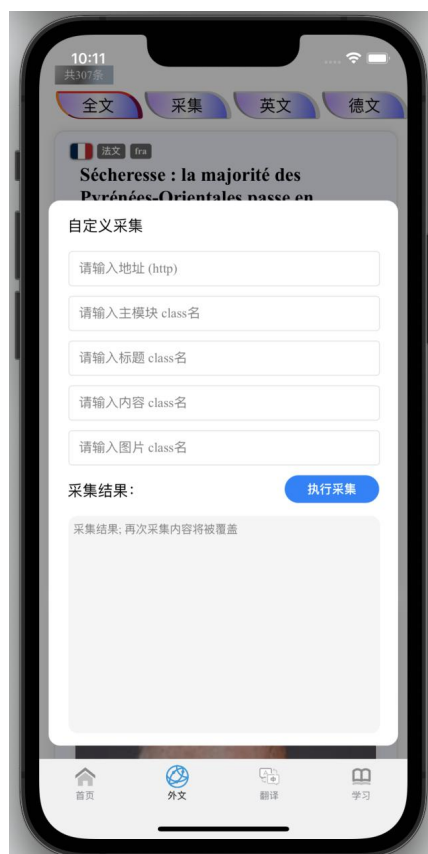 10:11
共307条
全文
采集
英文
德文
法文
fra
Sécheresse : la majorité des
Pyrénées-Orientales passe en
自定义采集
请输入地址 (http)
请输入主模块 class名
请输入标题 class名
请输入内容 class名
请输入图片 class名
采集结果:
执行采集
采集结果; 再次采集内容将被覆盖
首页
外文
翻译
学习